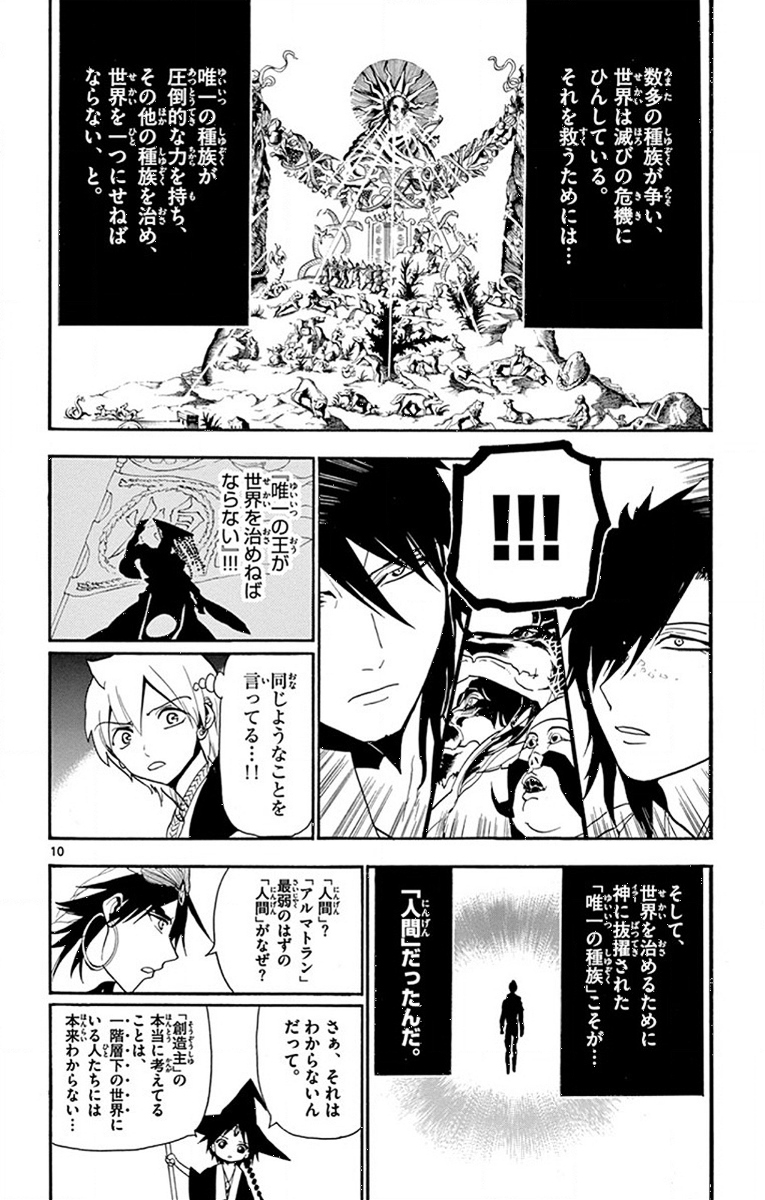 数多の種族が争い、
世界は滅びの危機に
ひんしている。
それを救うためには…
唯一の種族が
圧倒的な力を持ち、
その他の種族を治め、
世界を一つにせねば
ならない、と。
!!!
『唯一の王が
世界を治めねば
ならない』!!!
同じようなことを
言ってる…!!
10
そして、
世界を治めるために
神に抜擢された
「唯一の種族」こそが…
「人間」だったんだ。
「人間」?
「アルマトラン」
最弱のはずの
「人間」がなぜ?
さぁ、それは
わからないん
だって。
「創造主」の
本当に考えてる
ことは、
一階層下の世界に
いる人たちには
本来わからない…